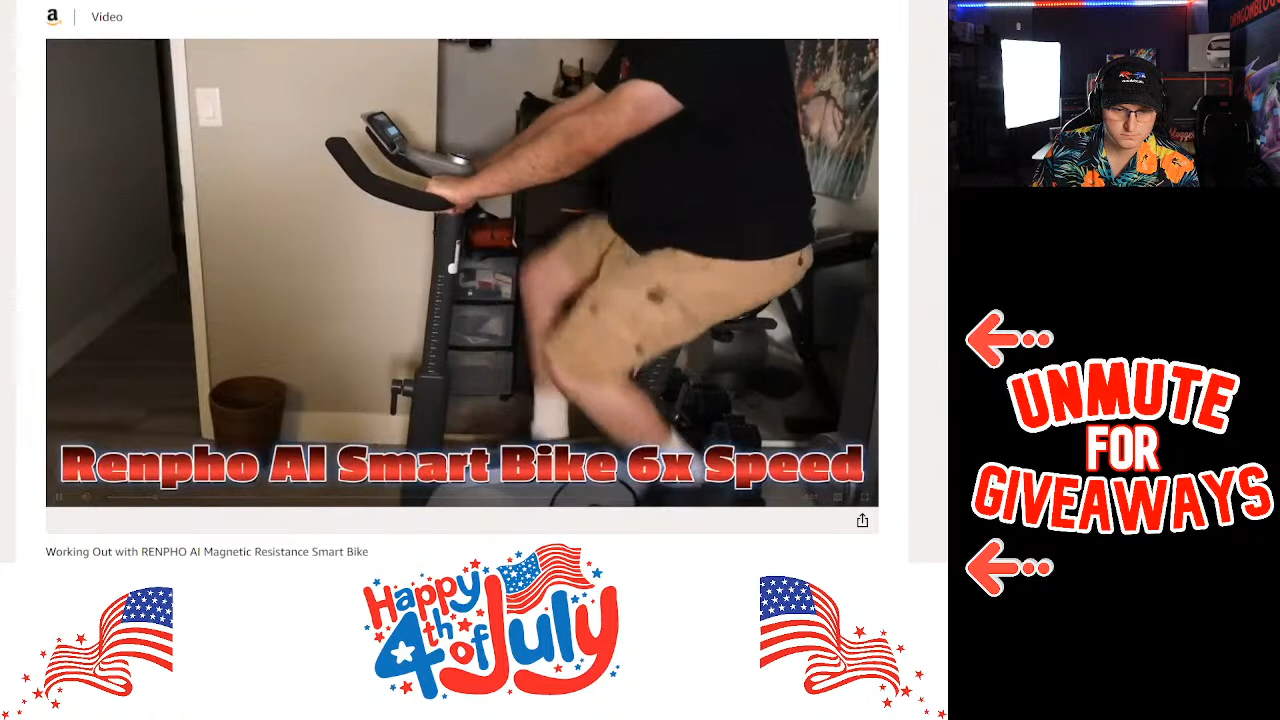 a
Video
Renpho AI Smart Bike 6x Speed
Working Out with RENPHO AI Magnetic Resistance Smart Bike
Happy
4th of July
UNMUTE
FOR
GIVEAWAYS